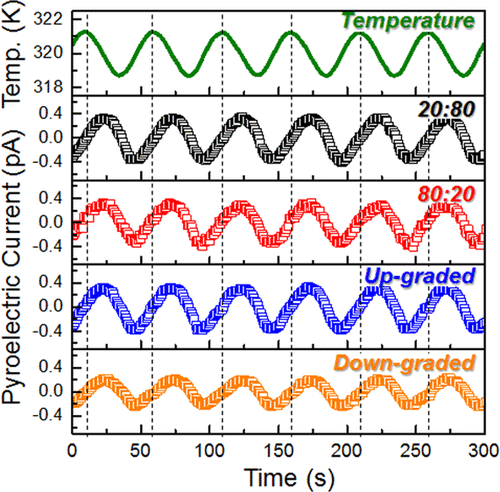 Temp. (K)
322
320
318
Temperature
Pyroelectric Current (pA)
0.4
0.0
-0.4
20:80
0.4
0.0
-0.4
80:20
0.4
0.0
-0.4
Up-graded
0.4
0.0
-0.4
Down-graded
0 50 100 150 200 250 300
Time (s)